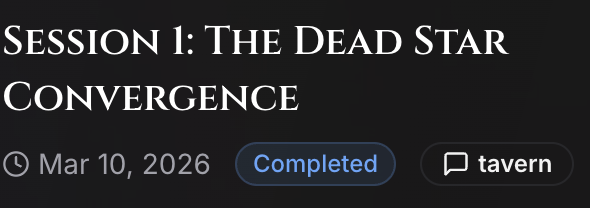 Session 1: The Dead Star
Convergence
Mar 10, 2026 Completed tavern